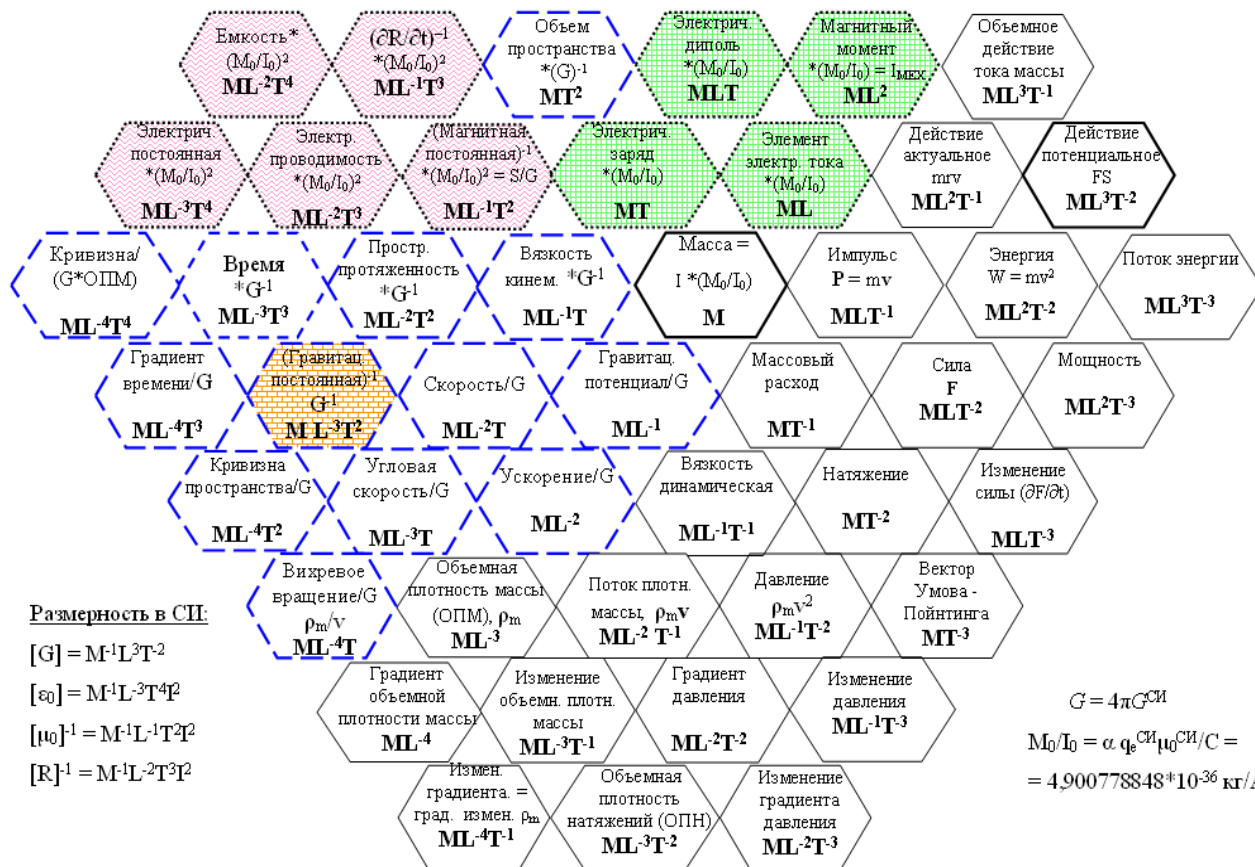 Емкость*
(M₀/I₀)²
ML⁻²T⁴
(∂R/∂t)⁻¹
*(M₀/I₀)²
ML⁻¹T³
Объем
пространства
*(G)⁻¹
MT²
Электрич.
диполь
*(M₀/I₀)
MLT
Магнитный
момент
*(M₀/I₀) = Iмех
ML²
Объемное
действие
тока массы
ML³T⁻¹
Электрич.
постоянная
*(M₀/I₀)²
ML⁻³T⁴
Электр.
проводимость
*(M₀/I₀)²
ML⁻²T³
(Магнитная
постоянная)⁻¹
*(M₀/I₀)² = S/G
ML⁻¹T²
Электрич.
заряд
*(M₀/I₀)
MT
Элемент
электр. тока
*(M₀/I₀)
ML
Действие
актуальное
mrv
ML²T⁻¹
Действие
потенциальное
FS
ML³T⁻²
Кривизна/
(G*ОПМ)
ML⁻⁴T⁴
Время
*G⁻¹
ML⁻³T³
Простр.
протяженность
*G⁻¹
ML⁻²T²
Вязкость
кинем. *G⁻¹
ML⁻¹T
Масса =
I *(M₀/I₀)
M
Импульс
P = mv
MLT⁻¹
Энергия
W = mv²
ML²T⁻²
Поток энергии
ML³T⁻³
Градиент
времени/G
ML⁻⁴T³
(Гравитац.
постоянная)⁻¹
G⁻¹
M L⁻³T²
Скорость/G
ML⁻²T
Гравитац.
потенциал/G
ML⁻¹
Массовый
расход
MT⁻¹
Сила
F
MLT⁻²
Мощность
ML²T⁻³
Кривизна
пространства/G
ML⁻⁴T²
Угловая
скорость/G
ML⁻³T
Ускорение/G
ML⁻²
Вязкость
динамическая
ML⁻¹T⁻¹
Натяжение
MT⁻²
Изменение
силы (∂F/∂t)
MLT⁻³
Вихревое
вращение/G
ρₘ/v
ML⁻⁴T
Объемная
плотность массы
(ОПМ), ρₘ
ML⁻³
Поток плотн.
массы, ρₘv
ML⁻² T⁻¹
Давление
ρₘv²
ML⁻¹T⁻²
Вектор
Умова -
Пойнтинга
MT⁻³
Градиент
объемной
плотности массы
ML⁻⁴
Изменение
объемн. плотн.
массы
ML⁻³T⁻¹
Градиент
давления
ML⁻²T⁻²
Изменение
давления
ML⁻¹T⁻³
Измен.
градиента. =
град. измен. ρₘ
ML⁻⁴T⁻¹
Объемная
плотность
натяжений (ОПН)
ML⁻³T⁻²
Изменение
градиента
давления
ML⁻²T⁻³
Размерность в СИ:
[G] = M⁻¹L³T⁻²
[ε₀] = M⁻¹L⁻³T⁴I²
[μ₀]⁻¹ = M⁻¹L⁻¹T²I²
[R]⁻¹ = M⁻¹L⁻²T³I²
G = 4πGᶜᴵᴵ
M₀/I₀ = α qₑᶜᴵᴵμ₀ᶜᴵᴵ/C =
= 4,900778848*10⁻³⁶ кг/